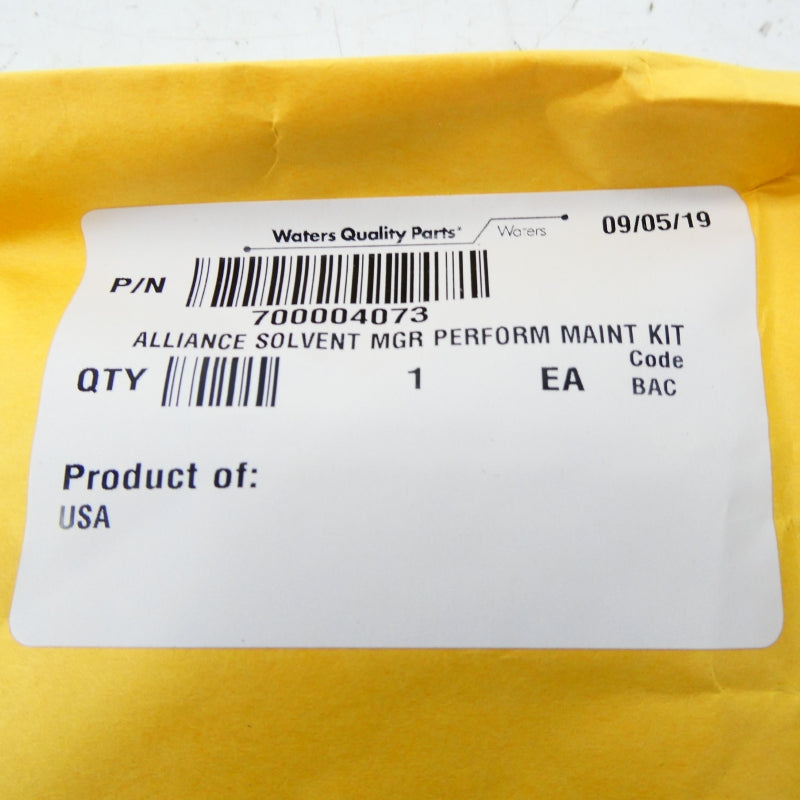 Waters Quality Parts
Waters
09/05/19
P/N
700004073
ALLIANCE SOLVENT MGR PERFORM MAINT KIT
QTY 1 EA Code
BAC
Product of:
USA